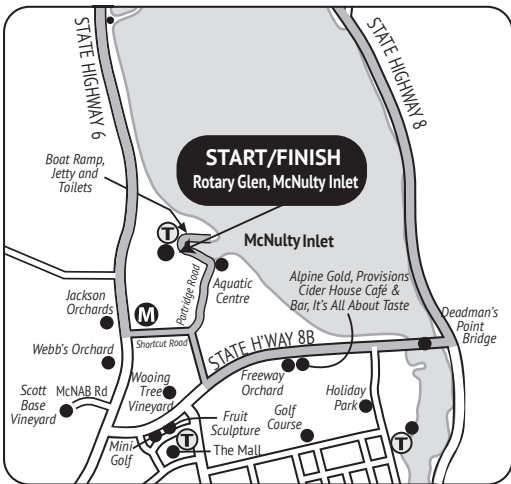 STATE HIGHWAY 6
STATE HIGHWAY 8
START/FINISH
Rotary Glen, McNulty Inlet
Boat Ramp,
Jetty and
Toilets
T
McNulty Inlet
Partridge Road
Aquatic
Centre
Alpine Gold, Provisions
Cider House Café &
Bar, It's All About Taste
Jackson
Orchards
M
Deadman's
Point
Bridge
Shortcut Road
STATE H'WAY 8B
Webb's Orchard
Wooing
Tree
Vineyard
Freeway
Orchard
Scott
Base
Vineyard
McNAB Rd
Holiday
Park
Fruit
Sculpture
Golf
Course
Mini
Golf
T
The Mall
T